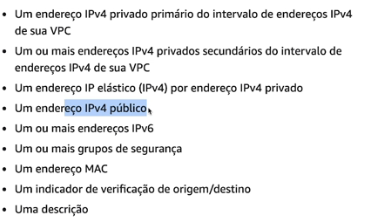 • Um endereço IPv4 privado primário do intervalo de endereços IPv4
de sua VPC
• Um ou mais endereços IPv4 privados secundários do intervalo de
endereços IPv4 de sua VPC
• Um endereço IP elástico (IPv4) por endereço IPv4 privado
• Um endereço IPv4 público
• Um ou mais endereços IPv6
• Um ou mais grupos de segurança
• Um endereço MAC
• Um indicador de verificação de origem/destino
• Uma descrição